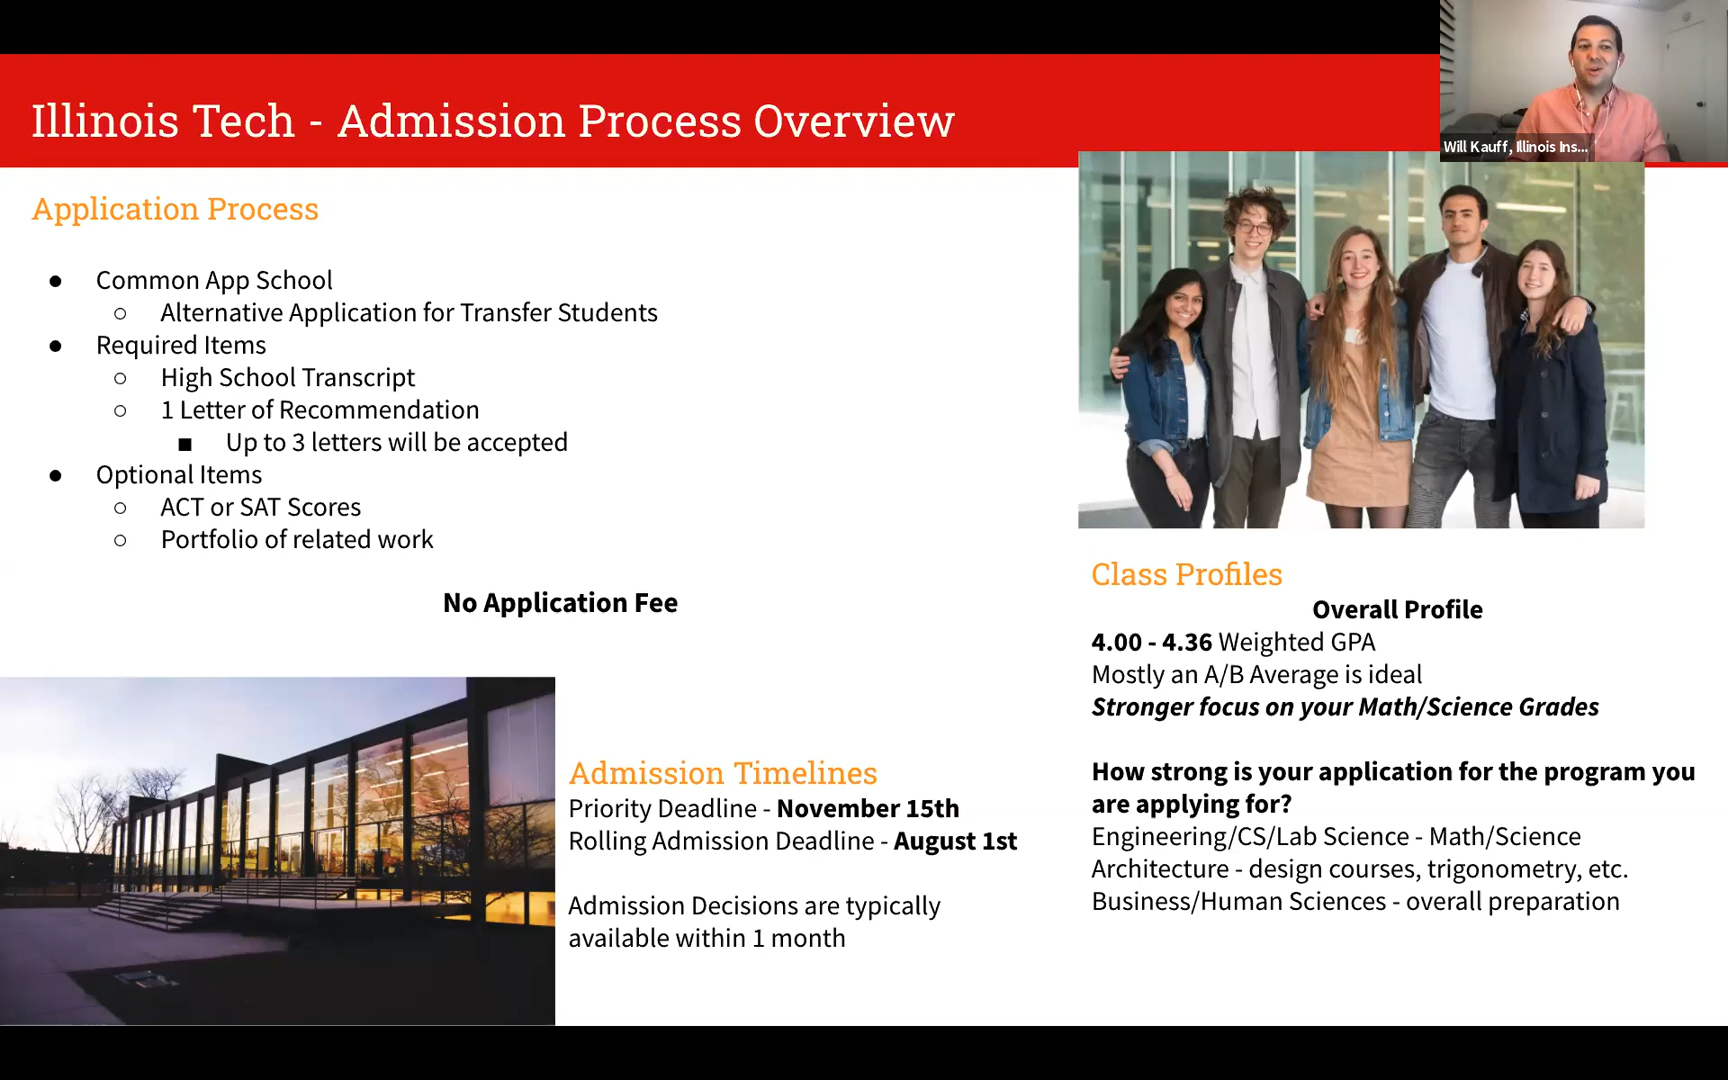 Illinois Tech - Admission Process Overview
Will Kauff, Illinois Ins...
Application Process
● Common App School
○ Alternative Application for Transfer Students
● Required Items
○ High School Transcript
○ 1 Letter of Recommendation
■ Up to 3 letters will be accepted
● Optional Items
○ ACT or SAT Scores
○ Portfolio of related work
No Application Fee
Admission Timelines
Priority Deadline - November 15th
Rolling Admission Deadline - August 1st
Admission Decisions are typically
available within 1 month
Class Profiles
Overall Profile
4.00 - 4.36 Weighted GPA
Mostly an A/B Average is ideal
Stronger focus on your Math/Science Grades
How strong is your application for the program you
are applying for?
Engineering/CS/Lab Science - Math/Science
Architecture - design courses, trigonometry, etc.
Business/Human Sciences - overall preparation